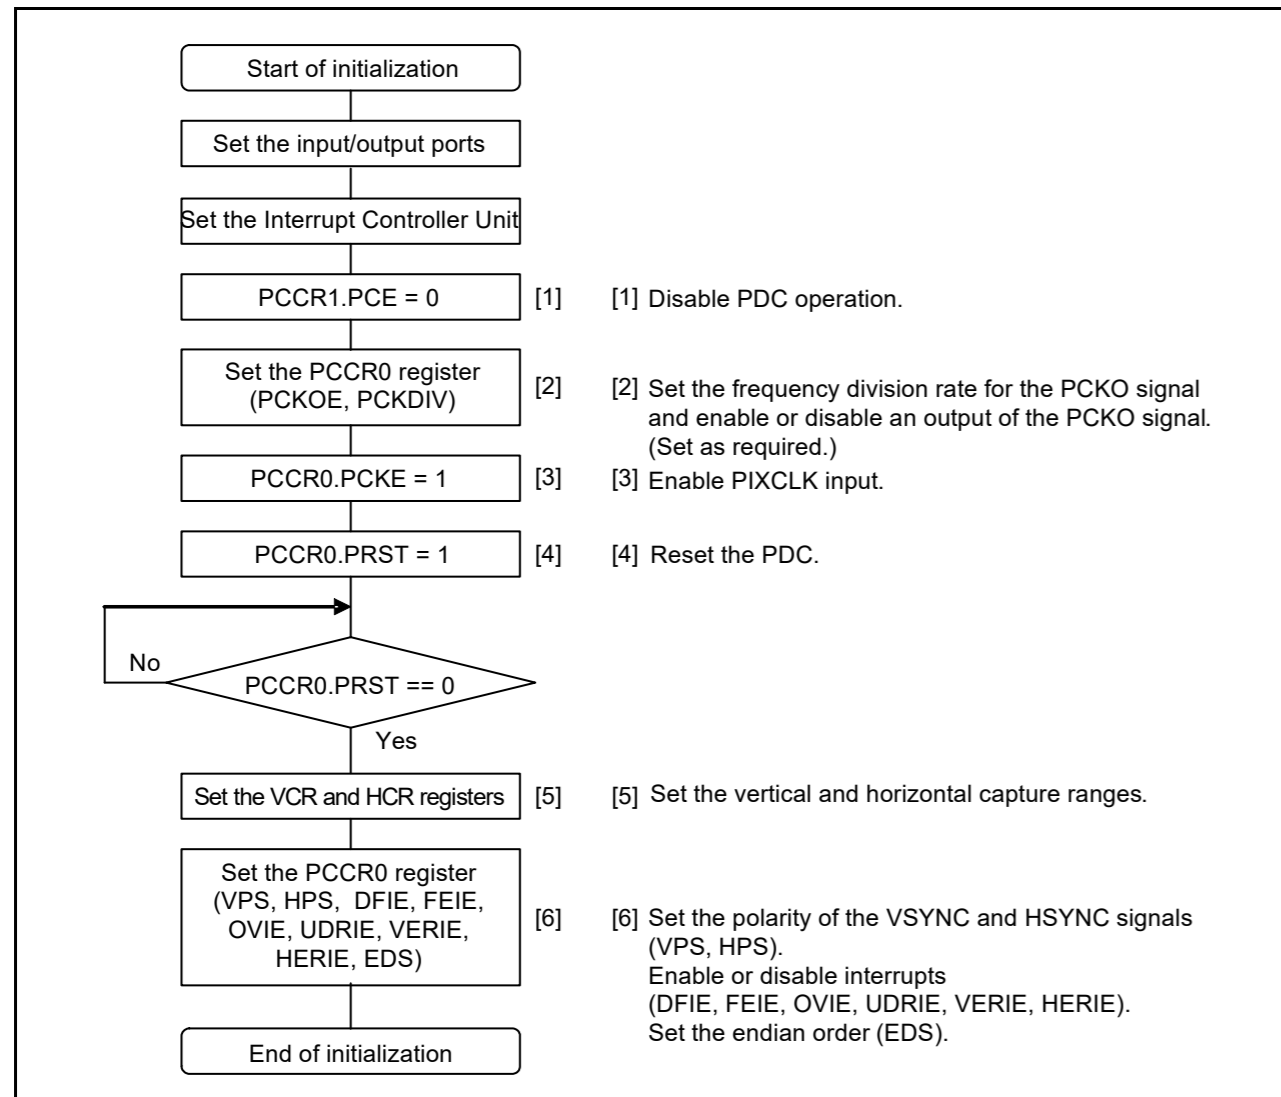 Start of initialization
Set the input/output ports
Set the Interrupt Controller Unit
PCCR1.PCE = 0 [1] [1] Disable PDC operation.
Set the PCCR0 register
(PCKOE, PCKDIV)
[2] [2] Set the frequency division rate for the PCKO signal
and enable or disable an output of the PCKO signal.
(Set as required.)
PCCR0.PCKE = 1 [3] [3] Enable PIXCLK input.
PCCR0.PRST = 1 [4] [4] Reset the PDC.
No
PCCR0.PRST == 0
Yes
Set the VCR and HCR registers [5] [5] Set the vertical and horizontal capture ranges.
Set the PCCR0 register
(VPS, HPS, DFIE, FEIE,
OVIE, UDRIE, VERIE,
HERIE, EDS)
[6] [6] Set the polarity of the VSYNC and HSYNC signals
(VPS, HPS).
Enable or disable interrupts
(DFIE, FEIE, OVIE, UDRIE, VERIE, HERIE).
Set the endian order (EDS).
End of initialization